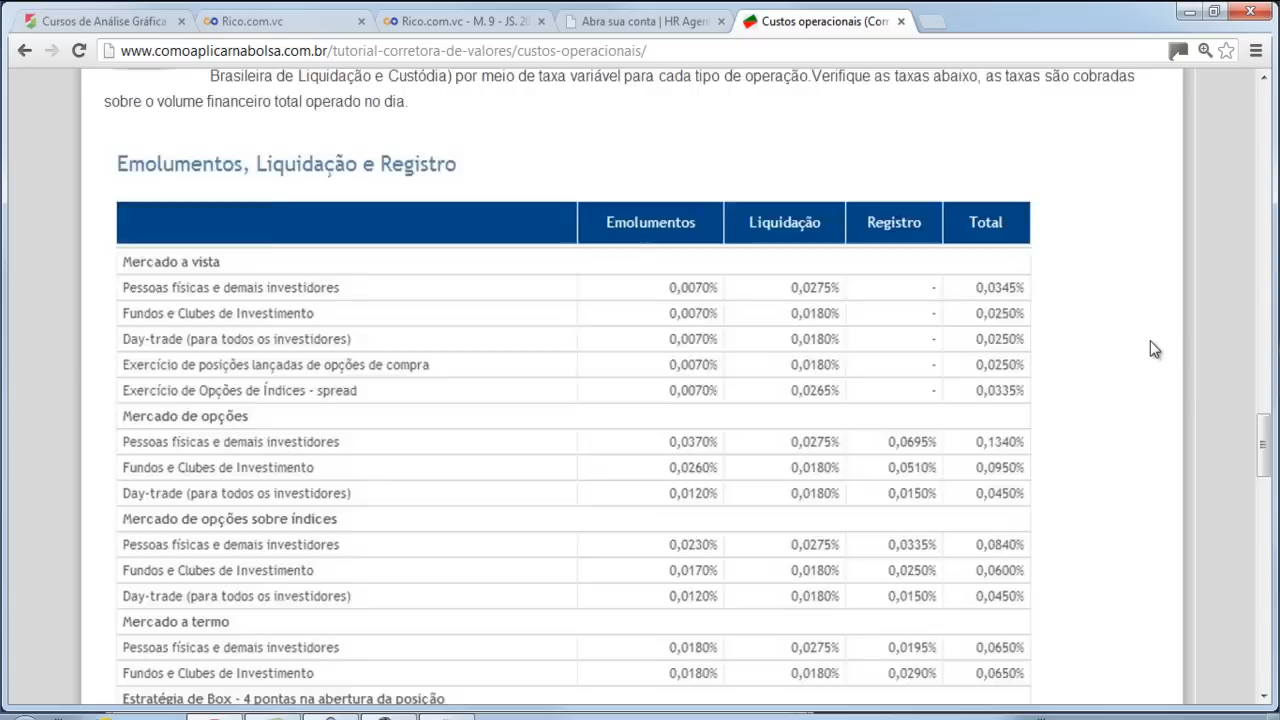 Cursos de Análise Gráfica
Rico.com.vc
Rico.com.vc - M.S - JS. 20
Abra sua conta | HR Agen
Custos operacionais (Cor
www.comoaplicarnabolsa.com.br/tutorial-corretora-de-valores/custos-operacionais/
Brasileira de Liquidação e Custódia) por meio de taxa variável para cada tipo de operação.Verifique as taxas abaixo, as taxas são cobradas
sobre o volume financeiro total operado no dia.
Emolumentos, Liquidação e Registro
Emolumentos Liquidação Registro Total
Mercado a vista
Pessoas físicas e demais investidores 0,0070% 0,0275% - 0,0345%
Fundos e Clubes de Investimento 0,0070% 0,0180% - 0,0250%
Day-trade (para todos os investidores) 0,0070% 0,0180% - 0,0250%
Exercício de posições lançadas de opções de compra 0,0070% 0,0180% - 0,0250%
Exercício de Opções de Índices - spread 0,0070% 0,0265% - 0,0335%
Mercado de opções
Pessoas físicas e demais investidores 0,0370% 0,0275% 0,0695% 0,1340%
Fundos e Clubes de Investimento 0,0260% 0,0180% 0,0510% 0,0950%
Day-trade (para todos os investidores) 0,0120% 0,0180% 0,0150% 0,0450%
Mercado de opções sobre índices
Pessoas físicas e demais investidores 0,0230% 0,0275% 0,0335% 0,0840%
Fundos e Clubes de Investimento 0,0170% 0,0180% 0,0250% 0,0600%
Day-trade (para todos os investidores) 0,0120% 0,0180% 0,0150% 0,0450%
Mercado a termo
Pessoas físicas e demais investidores 0,0180% 0,0275% 0,0195% 0,0650%
Fundos e Clubes de Investimento 0,0180% 0,0180% 0,0290% 0,0650%
Estratégia de Box - 4 pontas na abertura da posição